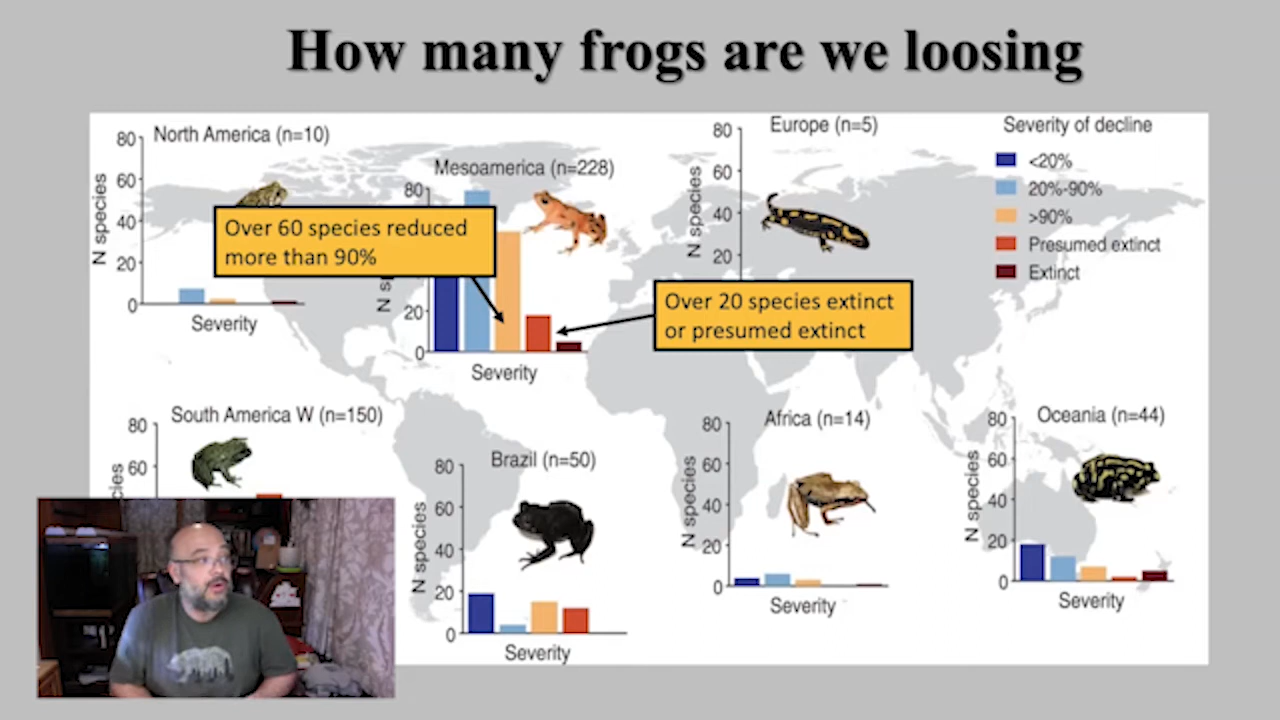 How many frogs are we loosing
North America (n=10)
80
60
40
20
0
N species
Severity
Over 60 species reduced
more than 90%
Mesoamerica (n=228)
80
20
0
Severity
Over 20 species extinct
or presumed extinct
Europe (n=5)
80
60
40
20
N species
Severity of decline
<20%
20%-90%
>90%
Presumed extinct
Extinct
South America W (n=150)
80
60
Brazil (n=50)
80
60
40
20
0
N species
Severity
Africa (n=14)
80
60
40
20
0
N species
Severity
Oceania (n=44)
80
60
40
20
0
N species
Severity